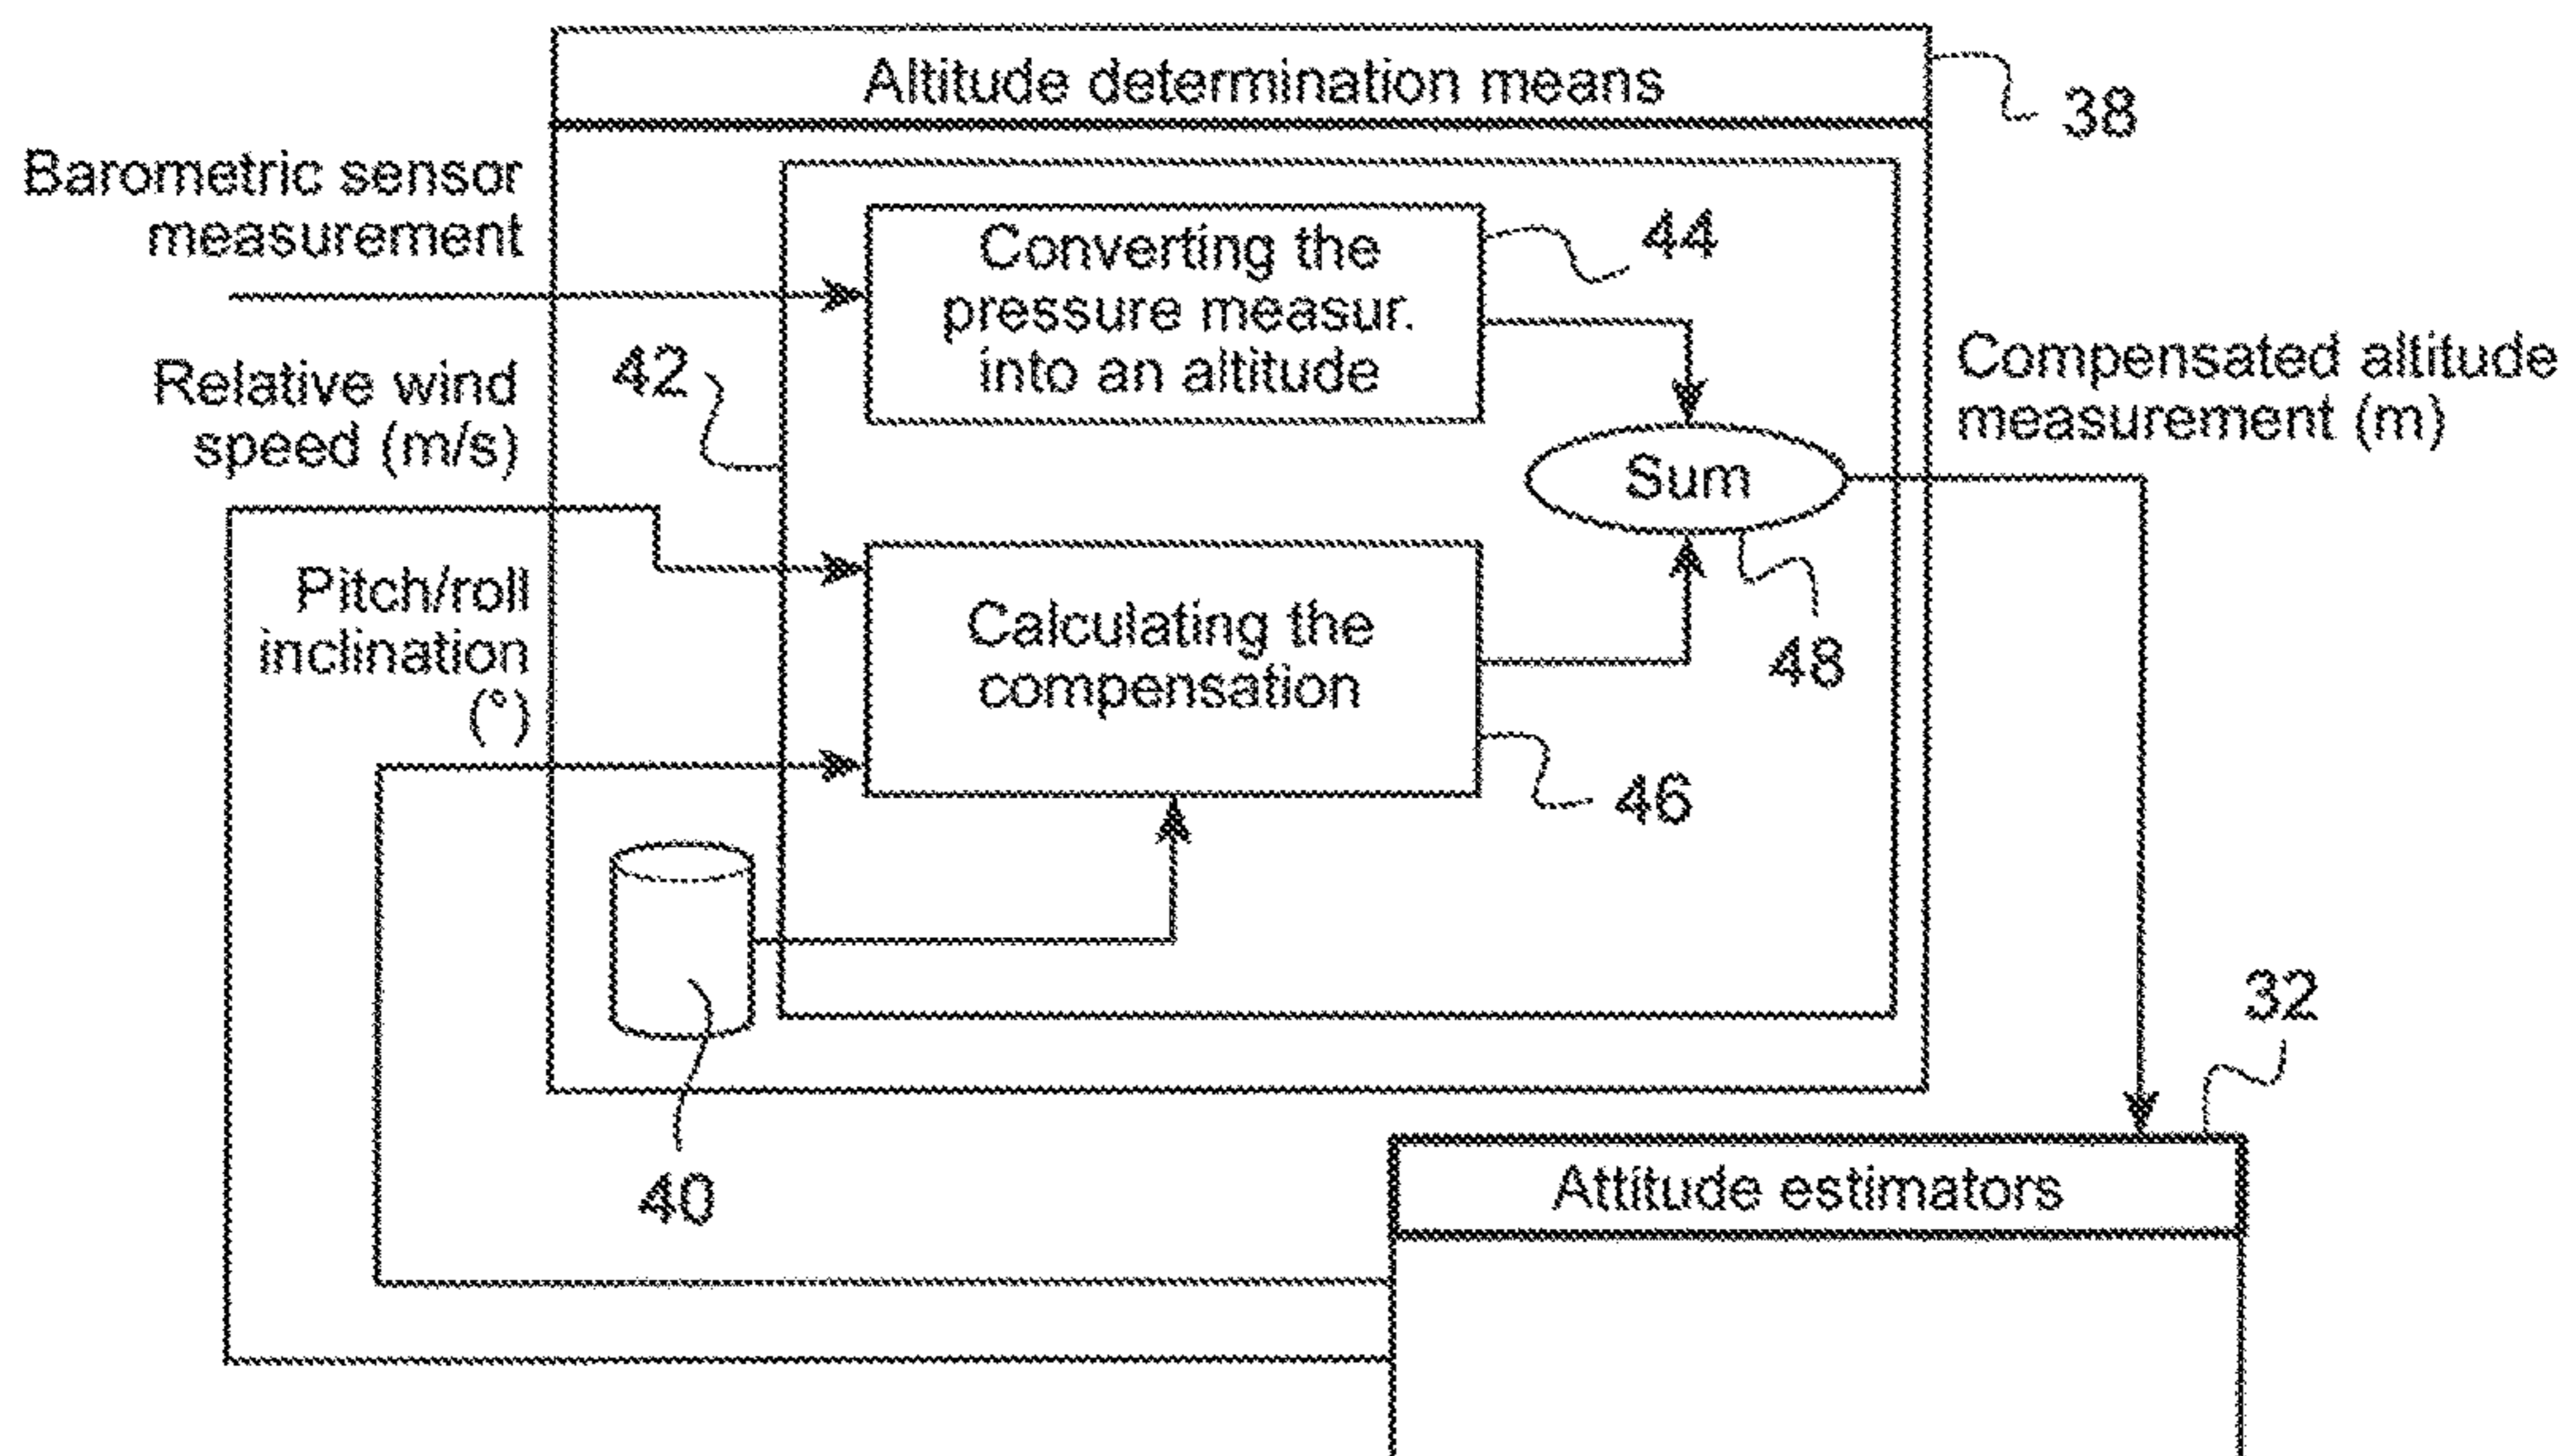 Altitude determination means
38
Barometric sensor
measurement
Converting the
pressure measur.
into an altitude
44
42
Relative wind
speed (m/s)
Compensated altitude
measurement (m)
Sum
Pitch/roll
inclination
(°)
Calculating the
compensation
48
46
40
32
Attitude estimators